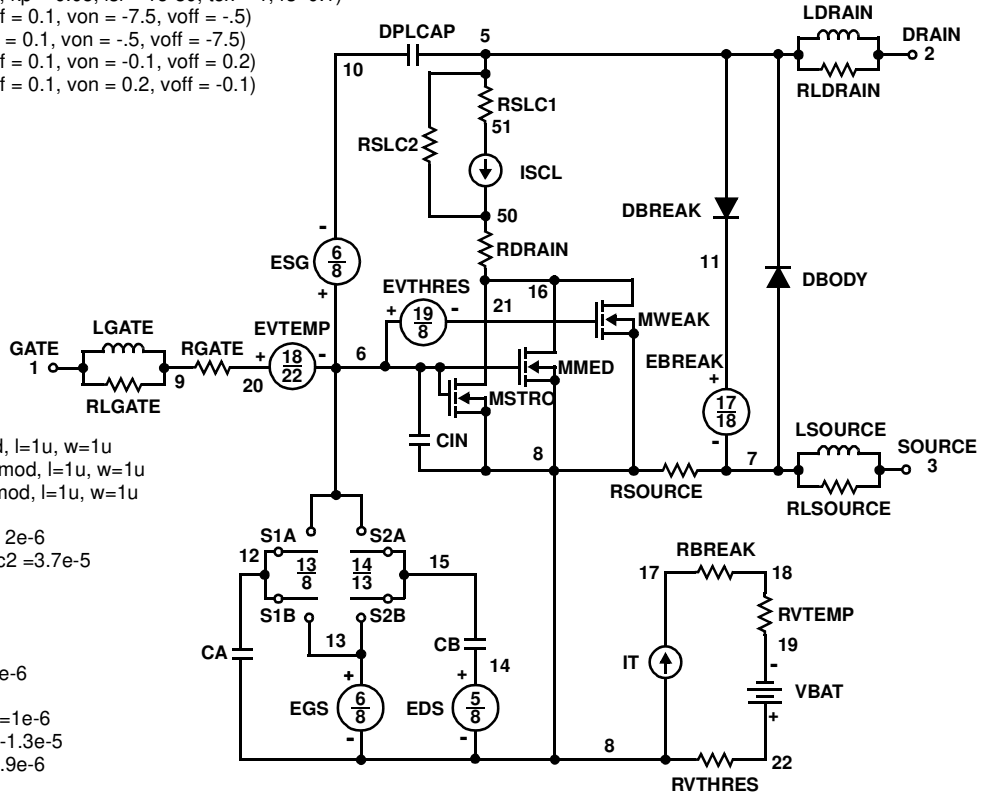 f = 0.1, von = -7.5, voff = -.5)
= 0.1, von = -.5, voff = -7.5)
f = 0.1, von = -0.1, voff = 0.2)
f = 0.1, von = 0.2, voff = -0.1)
LDRAIN
DPLCAP 5 DRAIN
10 2
RSLC1 RLDRAIN
51
RSLC2
ISCL
DBREAK 50
- RDRAIN
ESG 6 8 11
+ EVTHRES 16 DBODY
+ 19 8 - 21
MWEAK
LGATE EVTEMP
GATE RGATE + 18 22 - 6 EBREAK
1 MMED +
9 20
RLGATE MSTRO 17 18
-
d, l=1u, w=1u CIN LSOURCE
mod, l=1u, w=1u 8 7 SOURCE
mod, l=1u, w=1u 3
RSOURCE
RLSOURCE
2e-6 S1A S2A
c2 =3.7e-5 12 13 8 14 13 15 RBREAK
17 18
S1B S2B
RVTEMP
13 CB 19
CA
14 IT -
e-6 + +
VBAT
EGS 6 8 EDS 5 8
=1e-6 +
-1.3e-5 - -
.9e-6 8 22
RVTHRES